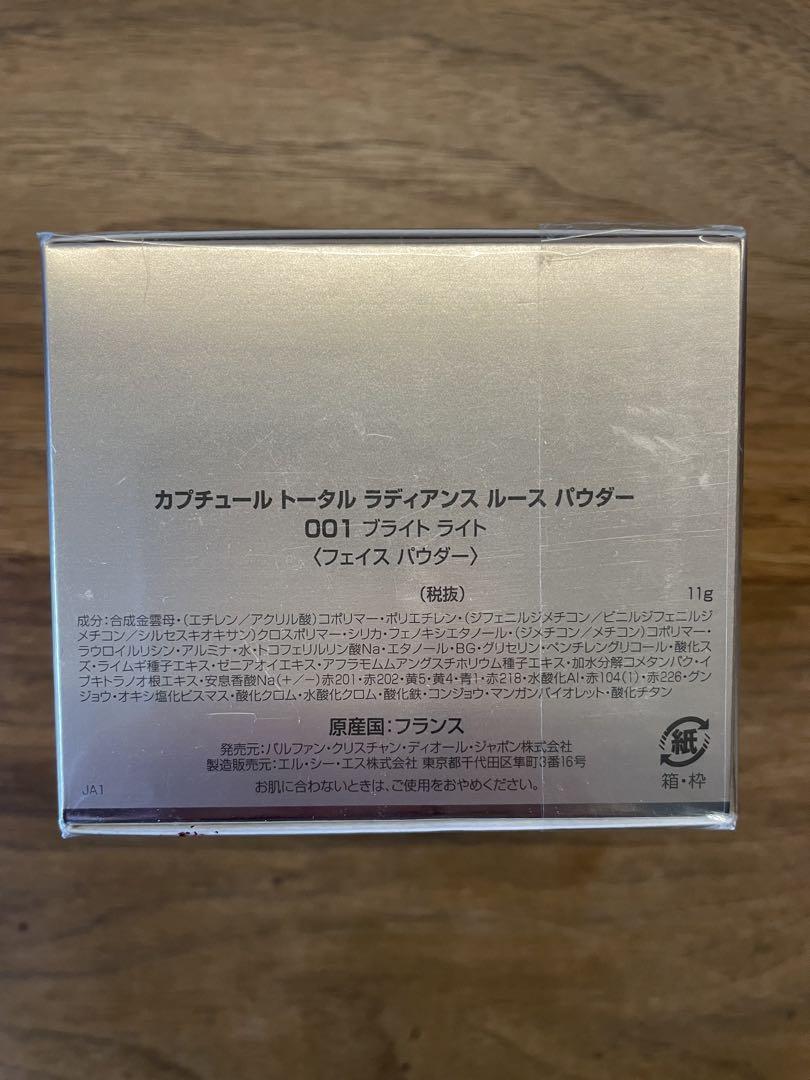 カプチュール トータル ラディアンス ルース パウダー
001 ブライト ライト
〈フェイス パウダー〉
(税抜) 11g
成分:合成金雲母・(エチレン/アクリル酸)コポリマー・ポリエチレン・(ジフェニルジメチコン/ビニルジフェニルジ
メチコン/シルセスキオキサン)クロスポリマー・シリカ・フェノキシエタノール・(ジメチコン/メチコン)コポリマー・
ラウロイルリシン・アルミナ・水・トコフェリルリン酸Na・エタノール・BG・グリセリン・ペンチレングリコール・酸化ス
ズ・ライムギ種子エキス・ゼニアオイエキス・アフラモムムアングスチホリウム種子エキス・加水分解コメタンパク・イ
ブキトラノオ根エキス・安息香酸Na(+/-)赤201・赤202・黄5・黄4・青1・赤218・水酸化Al・赤104(1)・赤226・グン
ジョウ・オキシ塩化ビスマス・酸化クロム・水酸化クロム・酸化鉄・コンジョウ・マンガンバイオレット・酸化チタン
原産国:フランス
発売元:パルファン・クリスチャン・ディオール・ジャポン株式会社
製造販売元:エル・シー・エス株式会社 東京都千代田区隼町3番16号
お肌に合わないときは、ご使用をおやめください。
JA1
紙
箱・枠